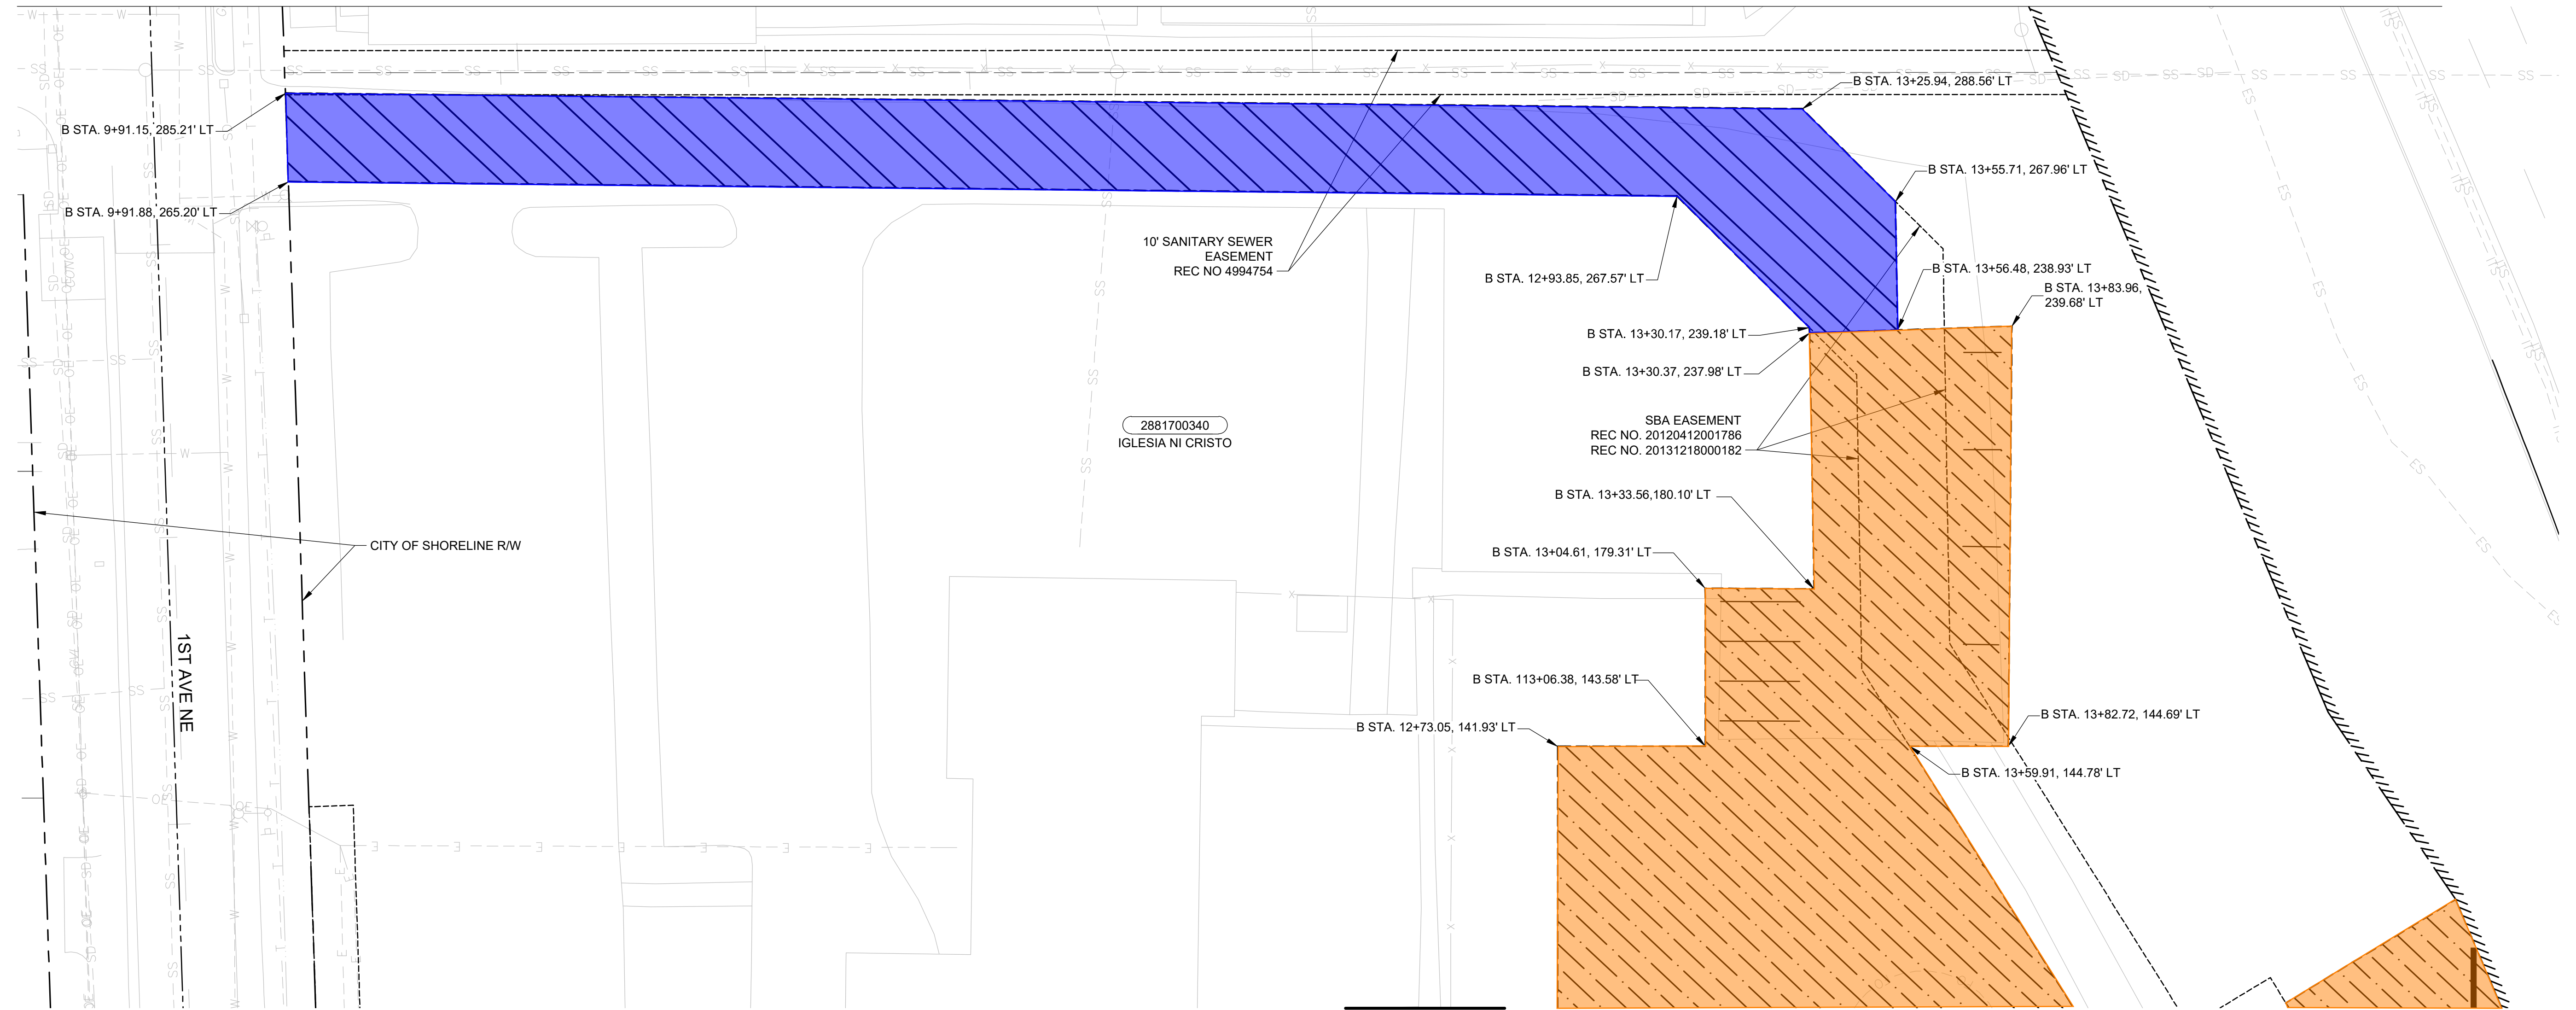 B STA. 13+25.94, 288.56' LT
B STA. 9+91.15, 285.21' LT
B STA. 13+55.71, 267.96' LT
B STA. 9+91.88, 265.20' LT
10' SANITARY SEWER
EASEMENT
REC NO 4994754
B STA. 12+93.85, 267.57' LT
B STA. 13+56.48, 238.93' LT
B STA. 13+83.96,
239.68' LT
B STA. 13+30.17, 239.18' LT
B STA. 13+30.37, 237.98' LT
2881700340
IGLESIA NI CRISTO
SBA EASEMENT
REC NO. 20120412001786
REC NO. 20131218000182
B STA. 13+33.56,180.10' LT
CITY OF SHORELINE R/W
B STA. 13+04.61, 179.31' LT
1ST AVE NE
B STA. 113+06.38, 143.58' LT
B STA. 12+73.05, 141.93' LT
B STA. 13+82.72, 144.69' LT
B STA. 13+59.91, 144.78' LT